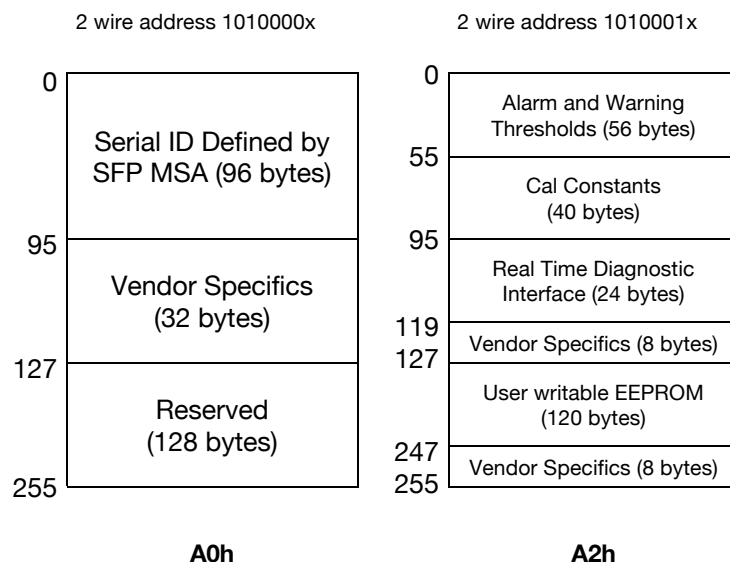 2 wire address 1010000x
0
Serial ID Defined by
SFP MSA (96 bytes)
95
Vendor Specifics
(32 bytes)
127
Reserved
(128 bytes)
255
A0h
2 wire address 1010001x
0
Alarm and Warning
Thresholds (56 bytes)
55
Cal Constants
(40 bytes)
95
Real Time Diagnostic
Interface (24 bytes)
119
Vendor Specifics (8 bytes)
127
User writable EEPROM
(120 bytes)
247
Vendor Specifics (8 bytes)
255
A2h